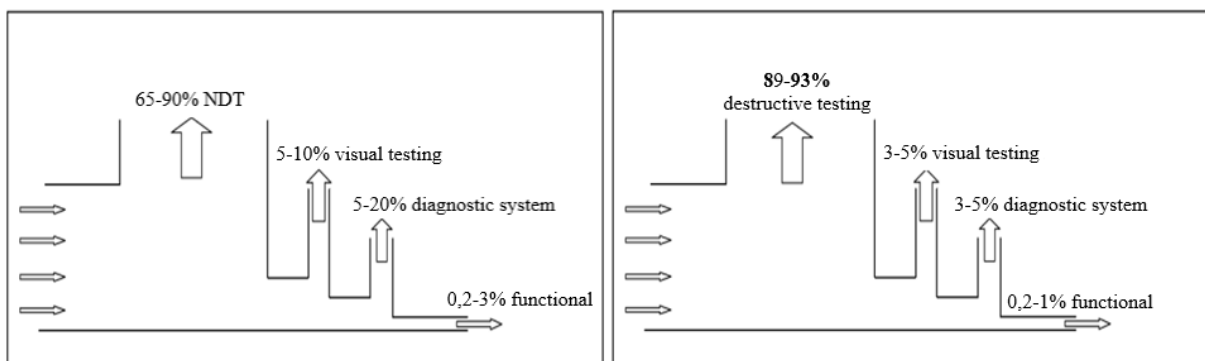 65-90% NDT
5-10% visual testing
5-20% diagnostic system
0,2-3% functional
89-93%
destructive testing
3-5% visual testing
3-5% diagnostic system
0,2-1% functional